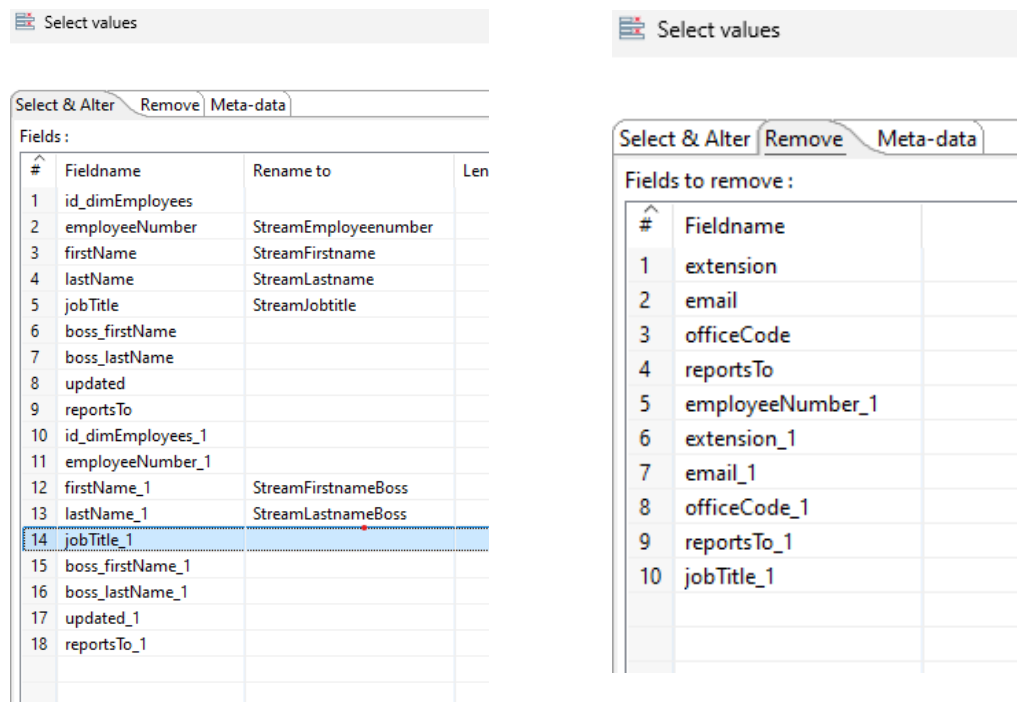 Select values
Select & Alter Remove Meta-data
Fields :
# Fieldname Rename to Len
1 id_dimEmployees
2 employeeNumber StreamEmployeenumber
3 firstName StreamFirstname
4 lastName StreamLastname
5 jobTitle StreamJobtitle
6 boss_firstName
7 boss_lastName
8 updated
9 reportsTo
10 id_dimEmployees_1
11 employeeNumber_1
12 firstName_1 StreamFirstnameBoss
13 lastName_1 StreamLastnameBoss
14 jobTitle_1
15 boss_firstName_1
16 boss_lastName_1
17 updated_1
18 reportsTo_1
Select values
Select & Alter Remove Meta-data
Fields to remove :
# Fieldname
1 extension
2 email
3 officeCode
4 reportsTo
5 employeeNumber_1
6 extension_1
7 email_1
8 officeCode_1
9 reportsTo_1
10 jobTitle_1